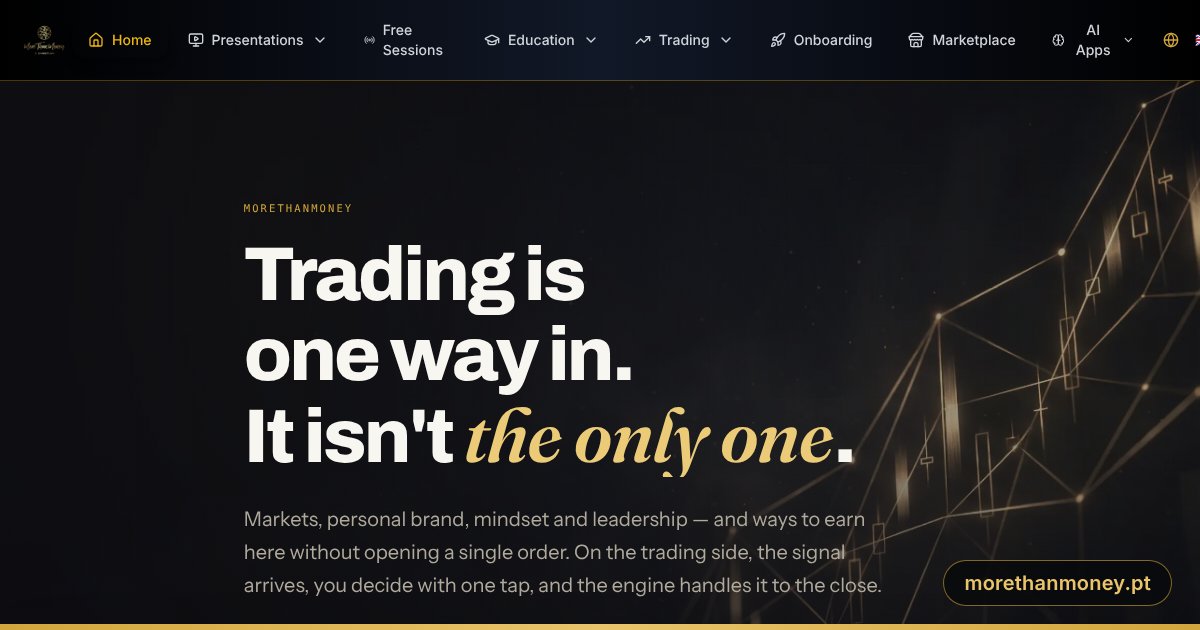 Home
Presentations
Free
Sessions
Education
Trading
Onboarding
Marketplace
AI
Apps
MORETHANMONEY
Trading is
one way in.
It isn't the only one.
Markets, personal brand, mindset and leadership — and ways to earn
here without opening a single order. On the trading side, the signal
arrives, you decide with one tap, and the engine handles it to the close.
morethanmoney.pt